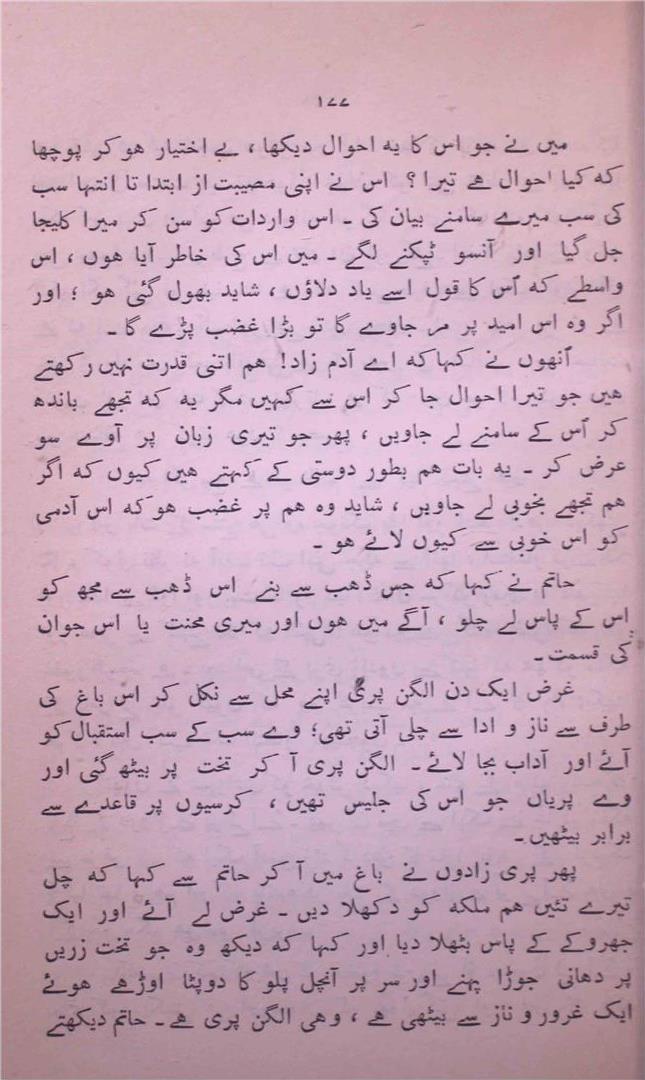 ۱۷۷
میں نے جو اس کا یہ احوال دیکھا ، بے اختیار ہو کر پوچھا
کہ کیا احوال ہے تیرا ؟ اس نے اپنی مصیبت از ابتدا تا انتہا سب
کی سب میرے سامنے بیان کی ۔ اس واردات کو سن کر میرا کلیجا
جل گیا اور آنسو ٹپکنے لگے ۔ میں اس کی خاطر آیا ہوں ، اس
واسطے کہ اُس کا قول اسے یاد دلاؤں ، شاید بھول گئی ہو ؛ اور
اگر وہ اس امید پر مر جاوے گا تو بڑا غضب پڑے گا ۔
اُنھوں نے کہا کہ اے آدم زاد! ہم اتنی قدرت نہیں رکھتے
ہیں جو تیرا احوال جا کر اس سے کہیں مگر یہ کہ تجھے باندھ
کر اُس کے سامنے لے جاویں ، پھر جو تیری زبان پر آوے سو
عرض کر ۔ یہ بات ہم بطور دوستی کے کہتے ہیں کیوں کہ اگر
ہم تجھے بخوبی لے جاویں ، شاید وہ ہم پر غضب ہو کہ اس آدمی
کو اس خوبی سے کیوں لائے ہو ۔
حاتم نے کہا کہ جس ڈھب سے بنے اس ڈھب سے مجھ کو
اس کے پاس لے چلو ، آگے میں ہوں اور میری محنت یا اس جوان
کی قسمت ۔
غرض ایک دن الگن پری اپنے محل سے نکل کر اس باغ کی
طرف سے ناز و ادا سے چلی آتی تھی؛ وے سب کے سب استقبال کو
آئے اور آداب بجا لائے ۔ الگن پری آ کر تخت پر بیٹھ گئی اور
وے پریاں جو اس کی جلیس تھیں ، کرسیوں پر قاعدے سے
برابر بیٹھیں ۔
پھر پری زادوں نے باغ میں آ کر حاتم سے کہا کہ چل
تیرے تئیں ہم ملکہ کو دکھلا دیں ۔ غرض لے آئے اور ایک
جھروکے کے پاس بٹھلا دیا اور کہا کہ دیکھ وہ جو تخت زریں
پر دھانی جوڑا پہنے اور سر پر آنچل پلو کا دوپٹا اوڑھے ہوئے
ایک غرور و ناز سے بیٹھی ہے ، وہی الگن پری ہے ۔ حاتم دیکھتے